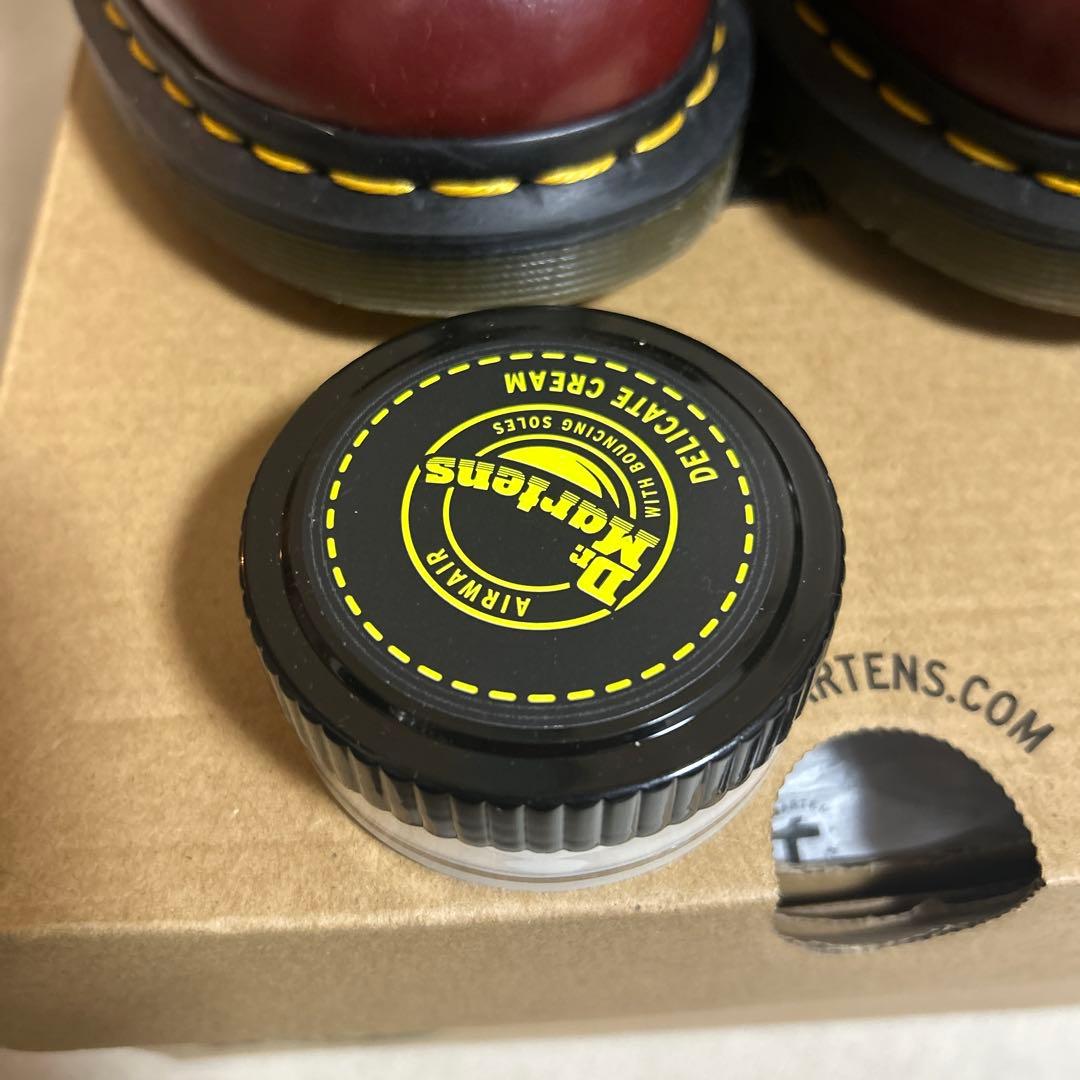 DELICATE CREAM
WITH BOUNCING SOLES
Dr.
Martens
AIRWAIR
ARTENS.COM